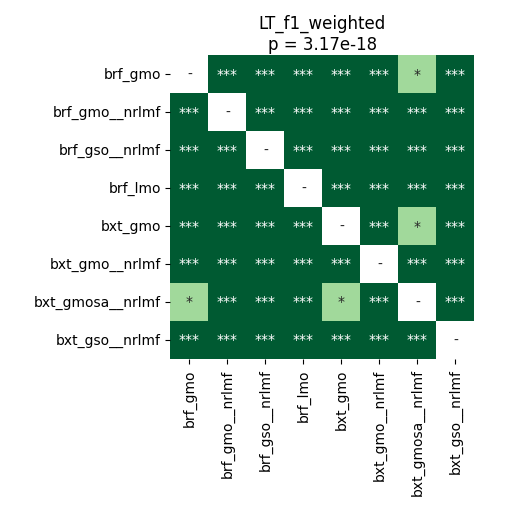 LT_f1_weighted
p = 3.17e-18
brf_gmo - *** *** *** *** *** * ***
brf_gmo__nrlmf *** - *** *** *** *** *** ***
brf_gso__nrlmf *** *** - *** *** *** *** ***
brf_lmo *** *** *** - *** *** *** ***
bxt_gmo *** *** *** *** - *** * ***
bxt_gmo__nrlmf *** *** *** *** *** - *** ***
bxt_gmosa__nrlmf * *** *** *** * *** - ***
bxt_gso__nrlmf *** *** *** *** *** *** *** -
brf_gmo
brf_gmo__nrlmf
brf_gso__nrlmf
brf_lmo
bxt_gmo
bxt_gmo__nrlmf
bxt_gmosa__nrlmf
bxt_gso__nrlmf